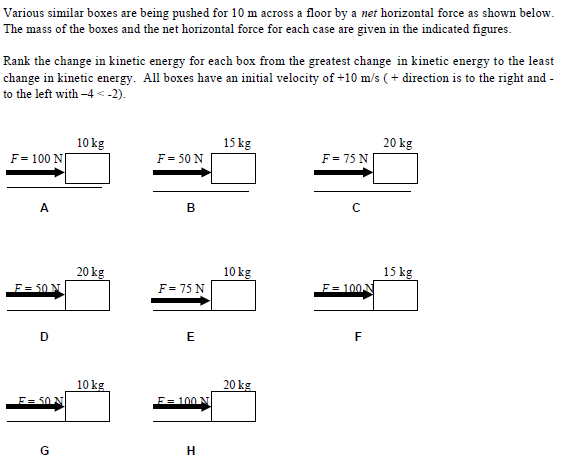 Various similar boxes are being pushed for 10 m across a floor by a net horizontal force as shown below.
The mass of the boxes and the net horizontal force for each case are given in the indicated figures.
Rank the change in kinetic energy for each box from the greatest change in kinetic energy to the least
change in kinetic energy. All boxes have an initial velocity of +10 m/s ( + direction is to the right and -
to the left with –4 < -2).
10 kg 15 kg 20 kg
F = 100 N F = 50 N F = 75 N
A B C
20 kg 10 kg 15 kg
F = 50 N F = 75 N F = 100 N
D E F
10 kg 20 kg
F = 50 N F = 100 N
G H